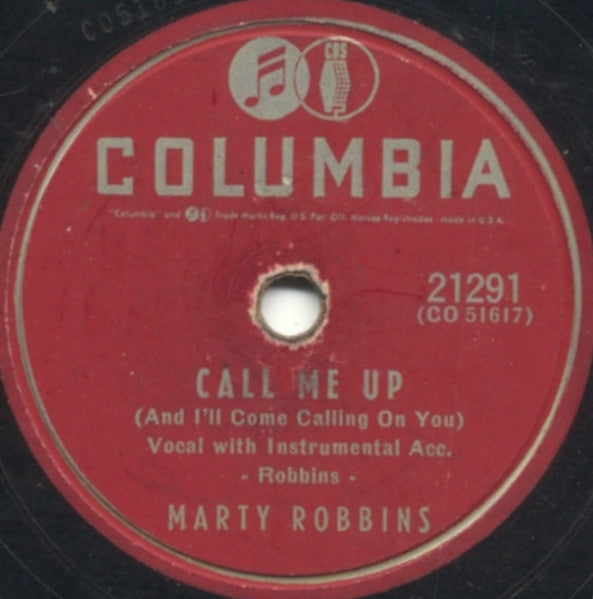 CBS
COLUMBIA
"Columbia" and Trade Marks Reg. U.S. Pat. Off. Marcas Registradas. made in U.S.A.
21291
(CO 51617)
CALL ME UP
(And I'll Come Calling On You)
Vocal with Instrumental Acc.
- Robbins -
MARTY ROBBINS